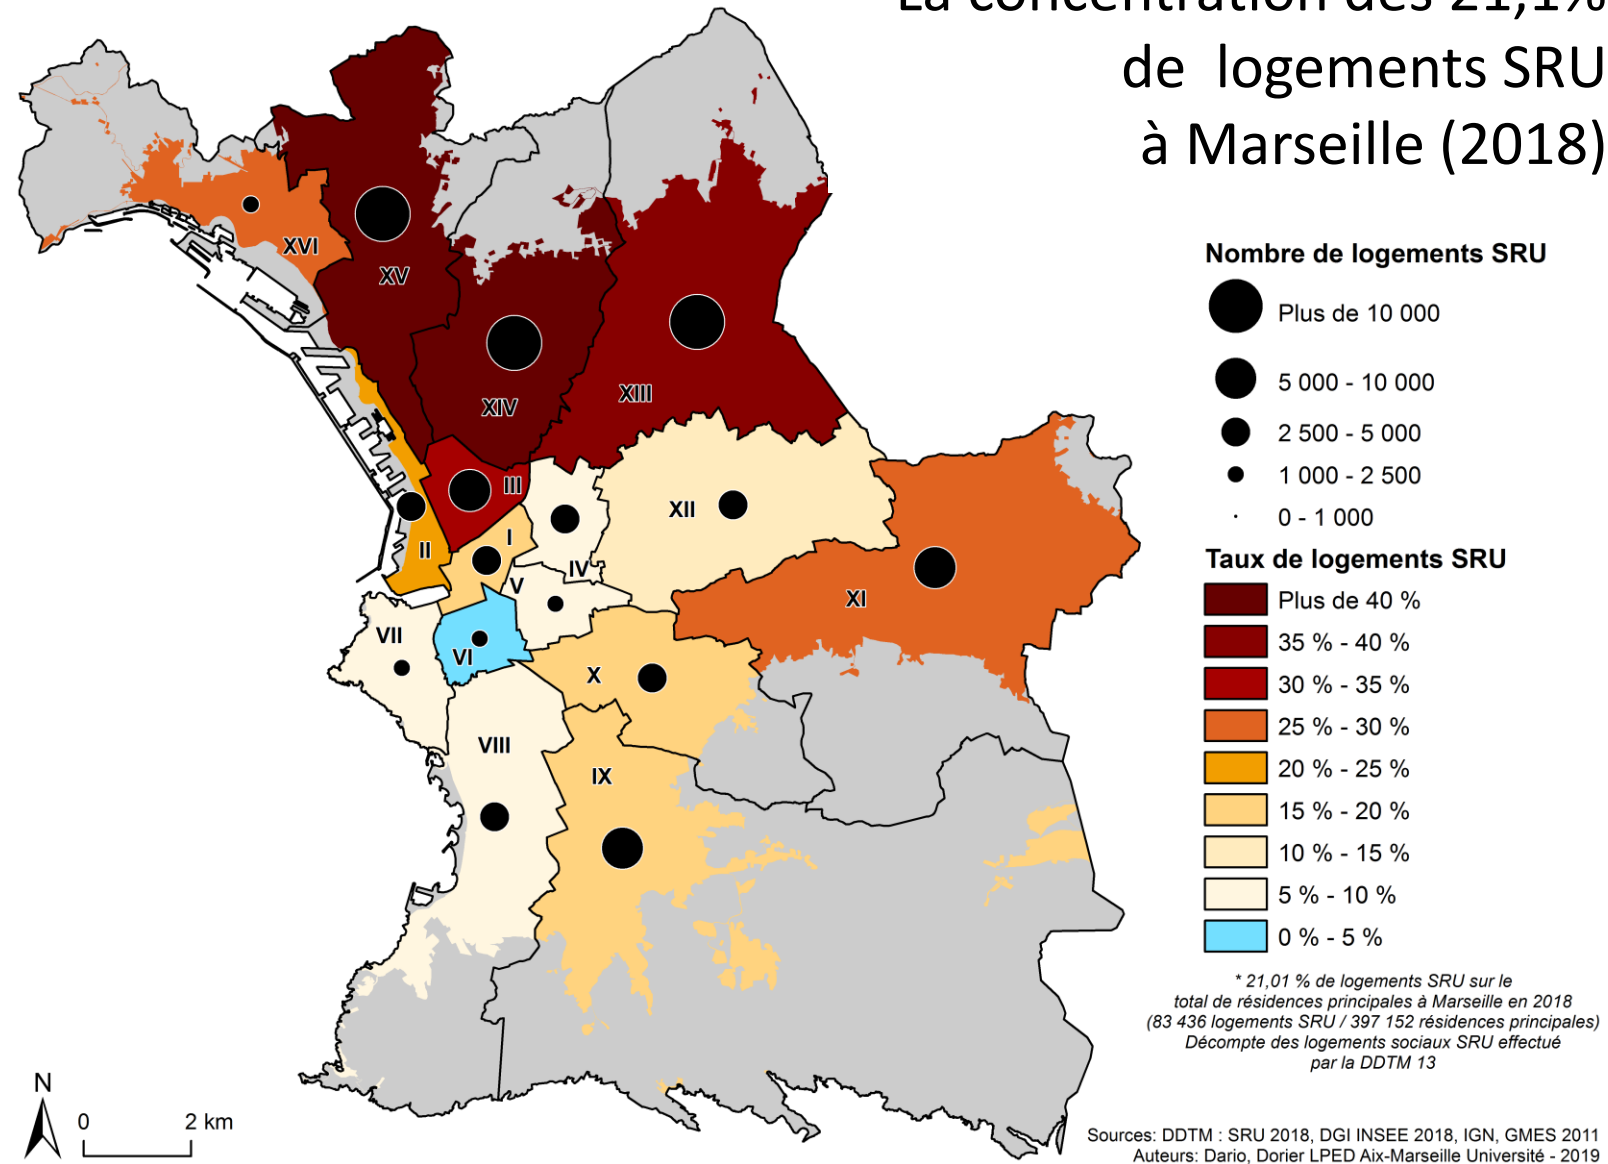 La concentration des 21,1%
de logements SRU
à Marseille (2018)
Nombre de logements SRU
Plus de 10 000
5 000 - 10 000
2 500 - 5 000
1 000 - 2 500
0 - 1 000
Taux de logements SRU
Plus de 40 %
35 % - 40 %
30 % - 35 %
25 % - 30 %
20 % - 25 %
15 % - 20 %
10 % - 15 %
5 % - 10 %
0 % - 5 %
* 21,01 % de logements SRU sur le
total de résidences principales à Marseille en 2018
(83 436 logements SRU / 397 152 résidences principales)
Décompte des logements sociaux SRU effectué
par la DDTM 13
Sources: DDTM : SRU 2018, DGI INSEE 2018, IGN, GMES 2011
Auteurs: Dario, Dorier LPED Aix-Marseille Université - 2019
XVI
XV
XIV
XIII
III
XII
I
II
IV
V
XI
VII
VI
X
VIII
IX
N
0 2 km